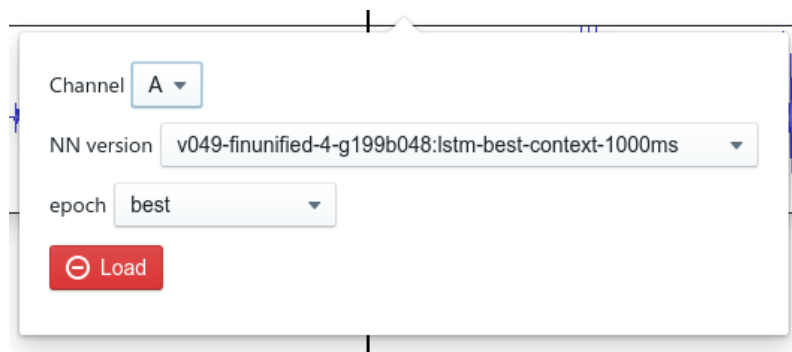 Channel A
NN version v049-finunified-4-g199b048:lstm-best-context-1000ms
epoch best
Load